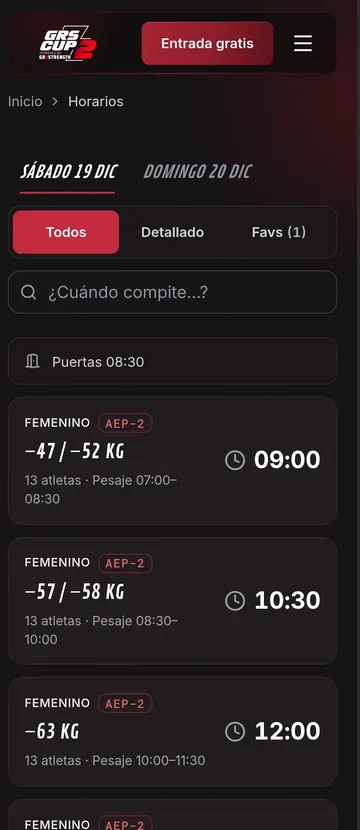 GRS
CUP 2
POWERED BY
GR STRENGTH
Entrada gratis
Inicio > Horarios
SÁBADO 19 DIC
DOMINGO 20 DIC
Todos
Detallado
Favs (1)
¿Cuándo compite...?
Puertas 08:30
FEMENINO AEP-2
–47 / –52 KG
13 atletas · Pesaje 07:00–
08:30
09:00
FEMENINO AEP-2
–57 / –58 KG
13 atletas · Pesaje 08:30–
10:00
10:30
FEMENINO AEP-2
–63 KG
13 atletas · Pesaje 10:00–11:30
12:00
FEMENINO AEP-2